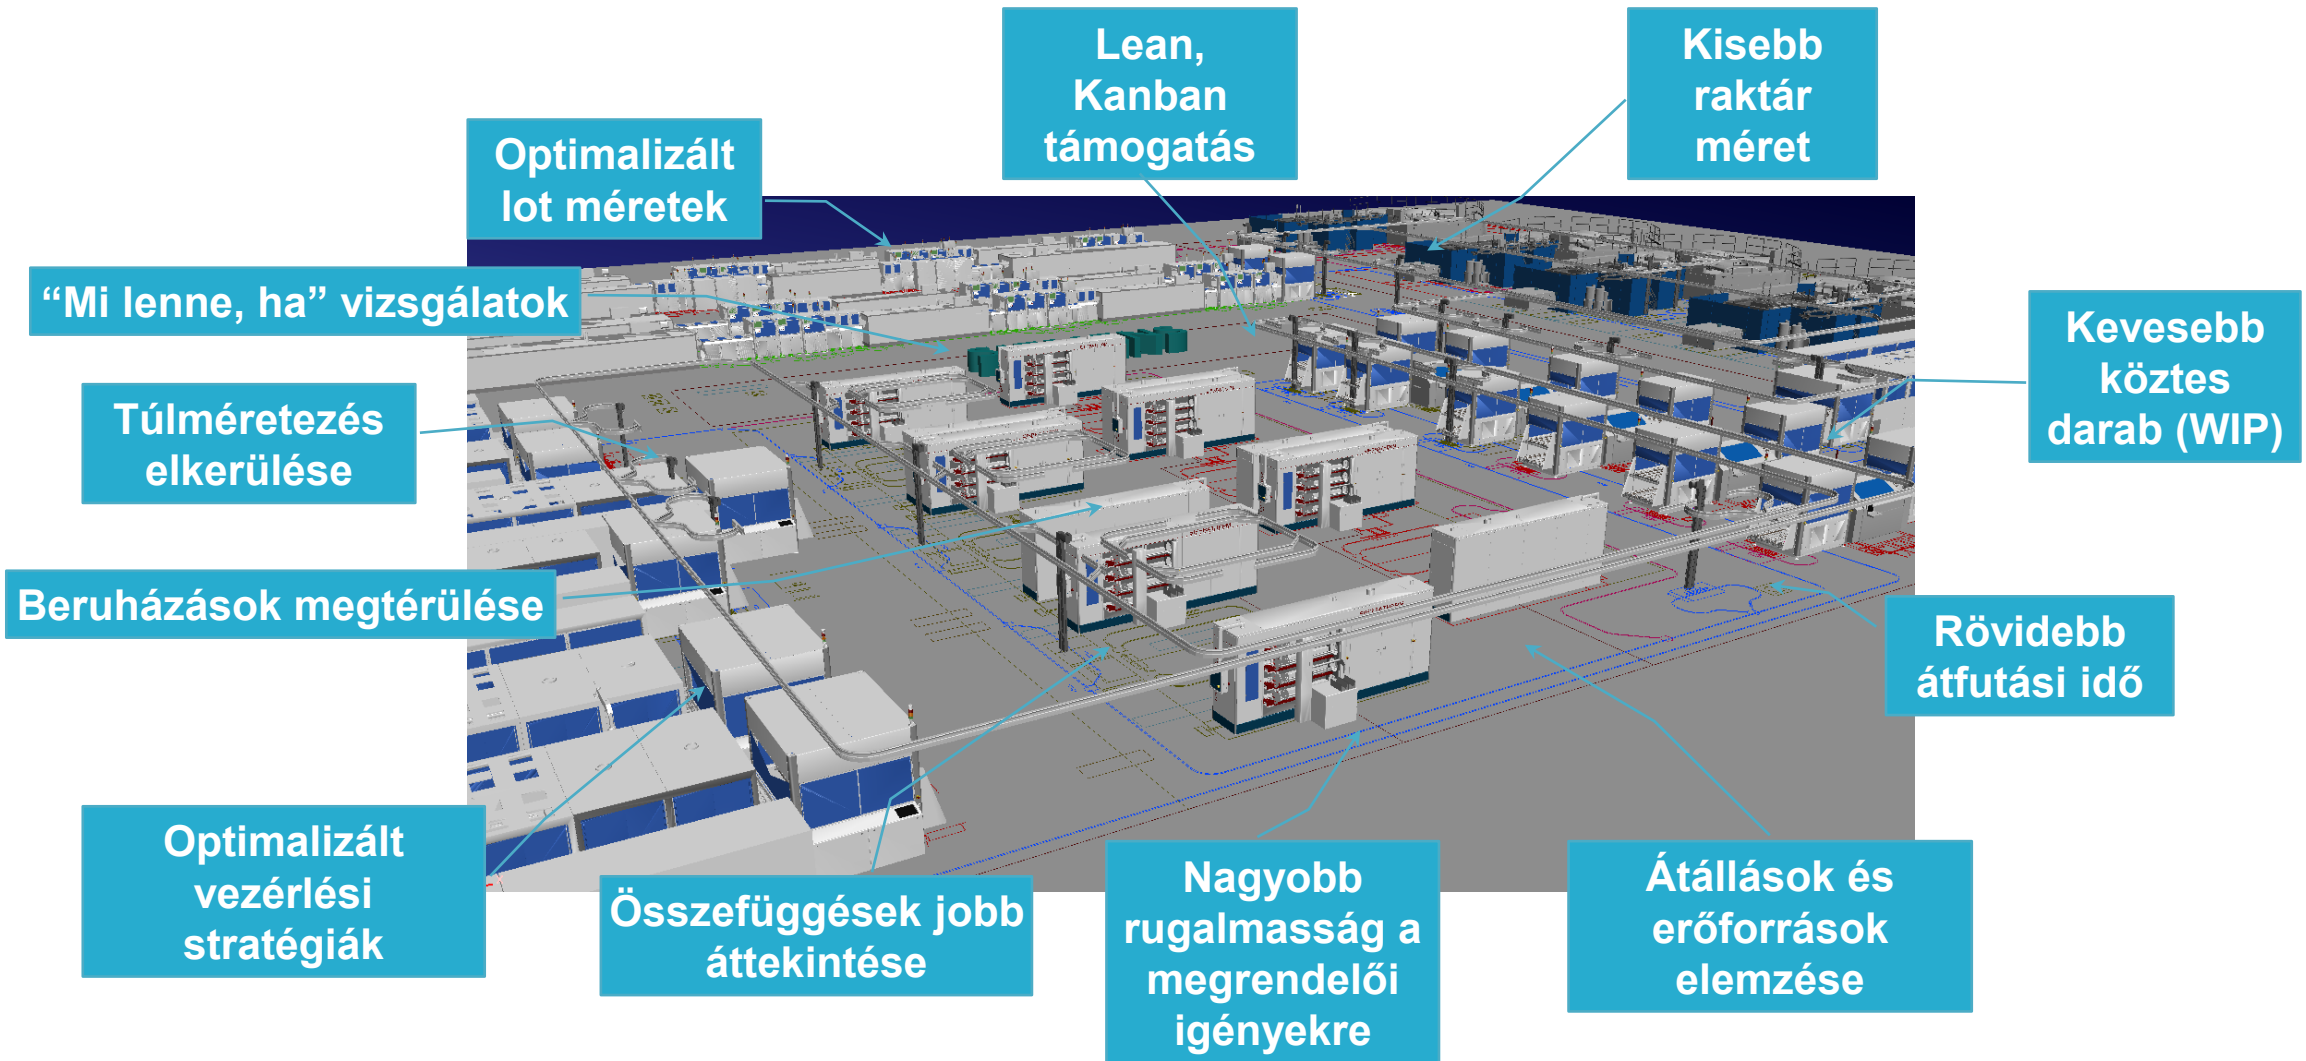 Lean,
Kanban
támogatás
Kisebb
raktár
méret
Optimalizált
lot méretek
“Mi lenne, ha” vizsgálatok
Kevesebb
köztes
darab (WIP)
Túlméretezés
elkerülése
Beruházások megtérülése
Rövidebb
átfutási idő
Optimalizált
vezérlési
stratégiák
Összefüggések jobb
áttekintése
Nagyobb
rugalmasság a
megrendelői
igényekre
Átállások és
erőforrások
elemzése